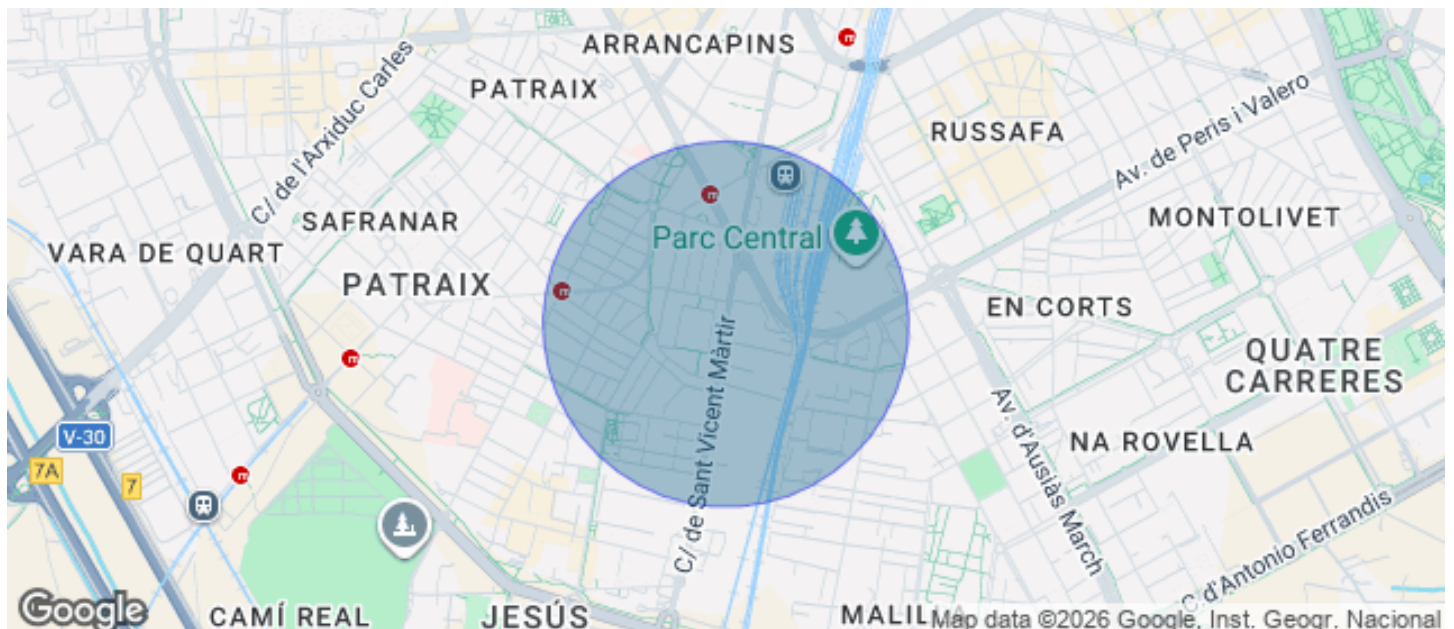 ARRANCAPINS
PATRAIX
C/ de l'Arxiduc Carles
RUSSAFA
Av. de Peris i Valero
SAFRANAR
MONTOLIVET
VARA DE QUART
Parc Central
PATRAIX
EN CORTS
QUATRE
CARRERES
C/ de Sant Vicent Màrtir
Av. d'Ausiàs March
V-30
NA ROVELLA
7A
7
C. d'Antonio Ferrandis
Google
CAMÍ REAL
JESÚS
Map data ©2026 Google, Inst. Geogr. Nacional